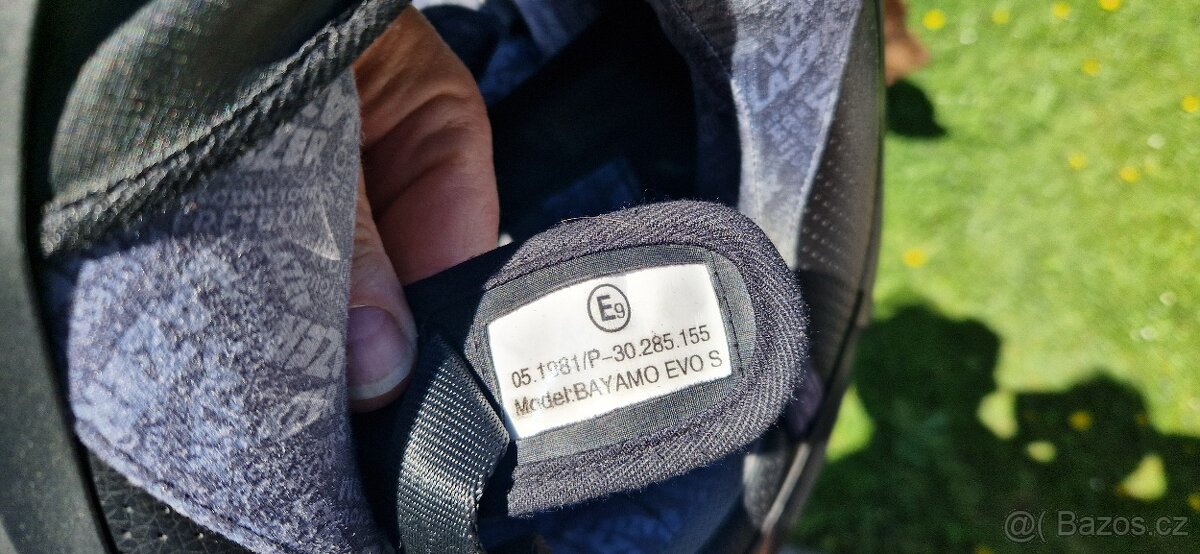 E9
05.1981/P-30.285.155
Model:BAYAMO EVO S
@( Bazos.cz